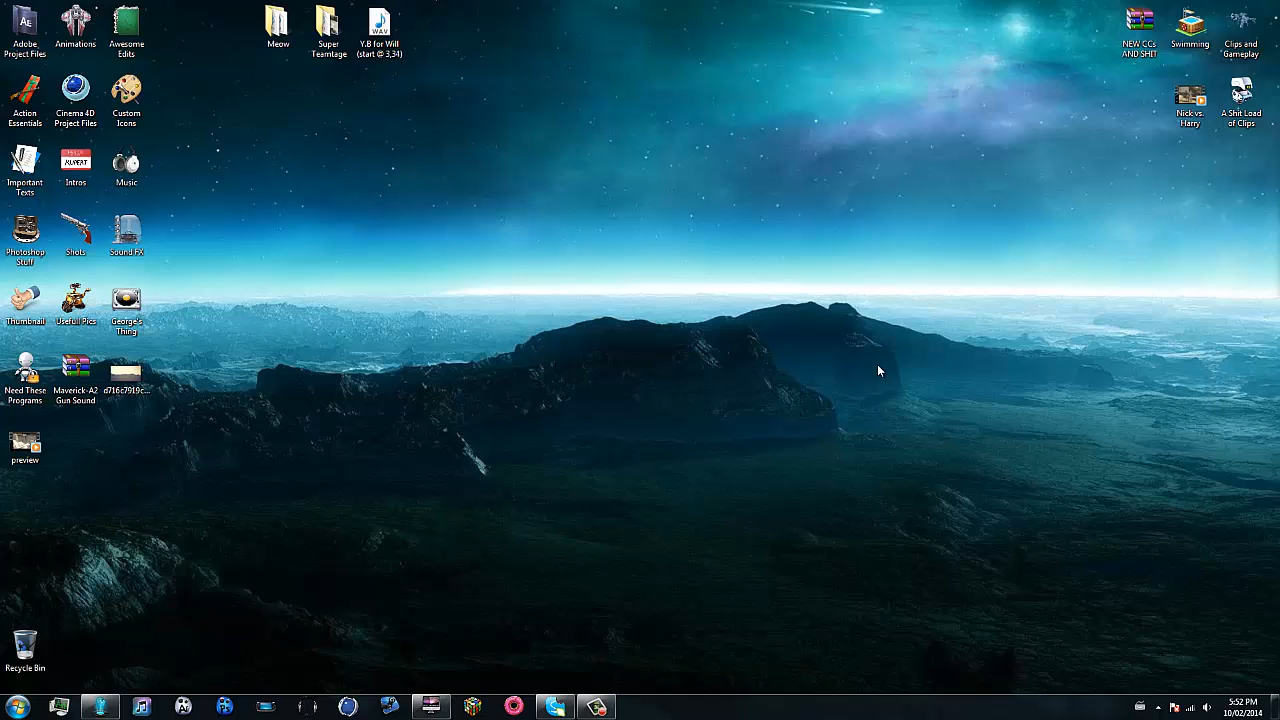 Adobe
Project Files
Animations
Awesome
Edits
Meow
Super
Teamtage
Y.B for Will
(start @ 3,34)
NEW CCs
AND SHIT
Swimming
Clips and
Gameplay
Action
Essentials
Cinema 4D
Project Files
Custom
Icons
Nick vs.
Harry
A Shit Load
of Clips
Important
Texts
Intros
Music
Photoshop
Stuff
Shots
Sound FX
Thumbnail
Usefull Pics
George's
Thing
Need These
Programs
Maverick-A2
Gun Sound
d716c7919c...
preview
Recycle Bin
5:52 PM
10/02/2014